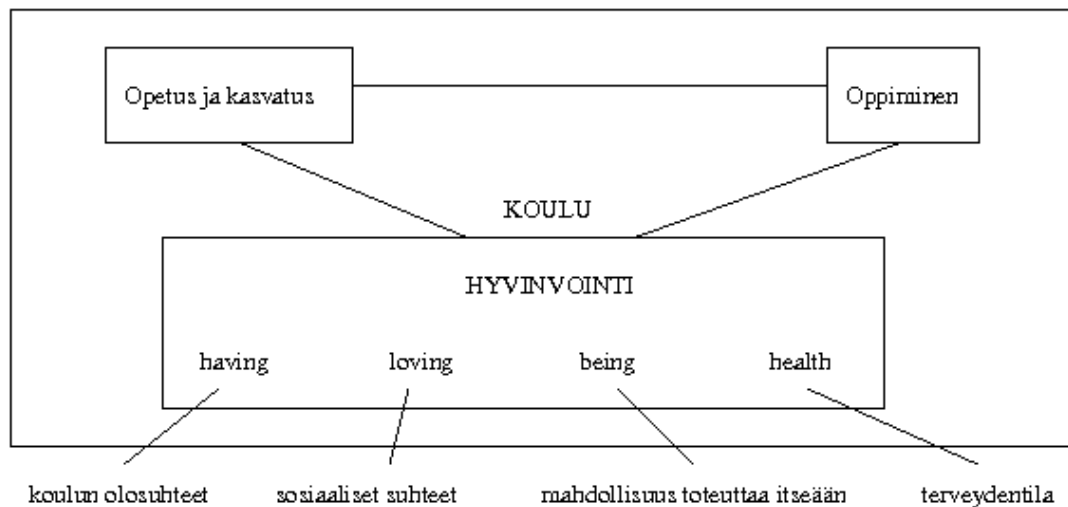 Opetus ja kasvatus
Oppiminen
KOULU
HYVINVOINTI
having loving being health
koulun olosuhteet sosiaaliset suhteet mahdollisuus toteuttaa itseään terveydentila